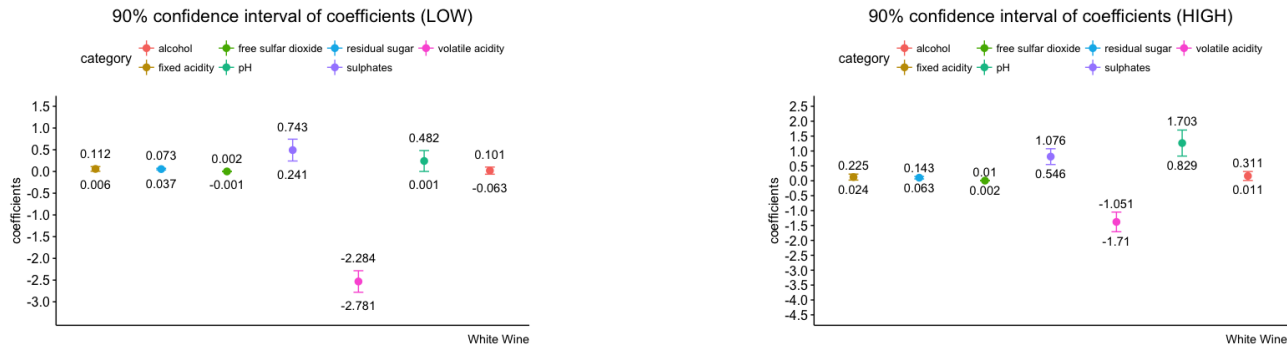 90% confidence interval of coefficients (LOW)
category
alcohol
free sulfar dioxide
residual sugar
volatile acidity
fixed acidity
pH
sulphates
coefficients
1.5
1.0
0.5
0.0
-0.5
-1.0
-1.5
-2.0
-2.5
-3.0
0.112
0.006
0.073
0.037
0.002
-0.001
0.743
0.241
-2.284
-2.781
0.482
0.001
0.101
-0.063
White Wine
90% confidence interval of coefficients (HIGH)
category
alcohol
free sulfar dioxide
residual sugar
volatile acidity
fixed acidity
pH
sulphates
coefficients
2.5
2.0
1.5
1.0
0.5
0.0
-0.5
-1.0
-1.5
-2.0
-2.5
-3.0
-3.5
-4.0
-4.5
0.225
0.024
0.143
0.063
0.01
0.002
1.076
0.546
-1.051
-1.71
1.703
0.829
0.311
0.011
White Wine